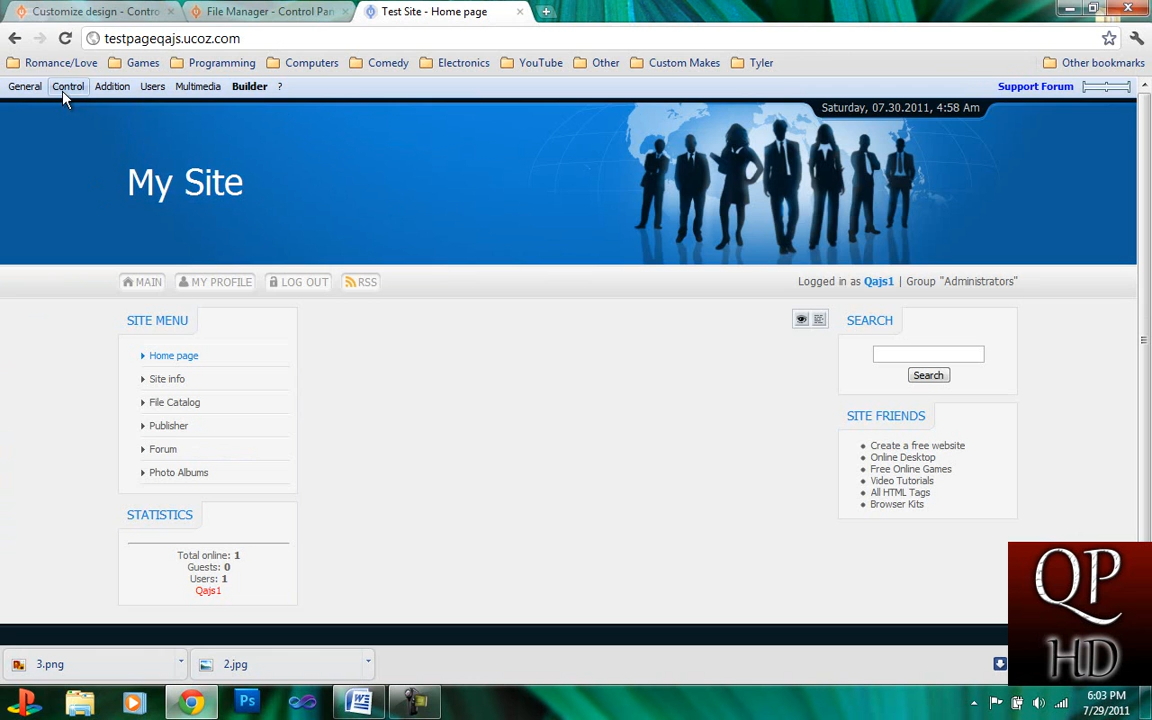 Customize design - Contro
File Manager - Control Pan
Test Site - Home page
testpageqajs.ucoz.com
Romance/Love
Games
Programming
Computers
Comedy
Electronics
YouTube
Other
Custom Makes
Tyler
Other bookmarks
General
Control
Addition
Users
Multimedia
Builder
?
Support Forum
Saturday, 07.30.2011, 4:58 Am
My Site
MAIN
MY PROFILE
LOG OUT
RSS
Logged in as Qajs1 | Group "Administrators"
SITE MENU
Home page
Site info
File Catalog
Publisher
Forum
Photo Albums
STATISTICS
Total online: 1
Guests: 0
Users: 1
Qajs1
SEARCH
Search
SITE FRIENDS
Create a free website
Online Desktop
Free Online Games
Video Tutorials
All HTML Tags
Browser Kits
QP
HD
3.png
2.jpg
Ps
W
6:03 PM
7/29/2011